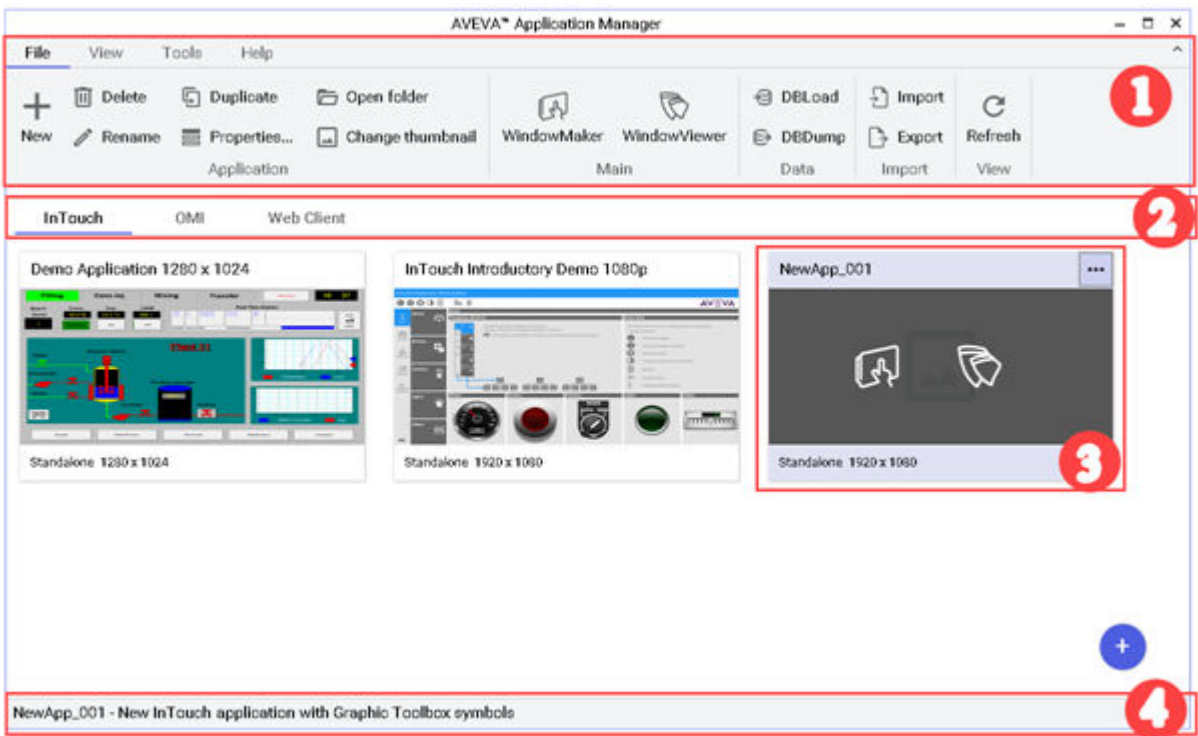 AVEVA™ Application Manager
File View Tools Help
1
New
Delete
Rename
Duplicate
Properties...
Open folder
Change thumbnail
Application
WindowMaker WindowViewer
Main
DBLoad
DBDump
Data
Import
Export
Import
Refresh
View
InTouch OMI Web Client
2
Demo Application 1280 x 1024
Standalone 1280 x 1024
InTouch Introductory Demo 1080p
AVEVA
Standalone 1920 x 1080
NewApp_001
Standalone 1920 x 1080
3
NewApp_001 - New InTouch application with Graphic Toolbox symbols
4